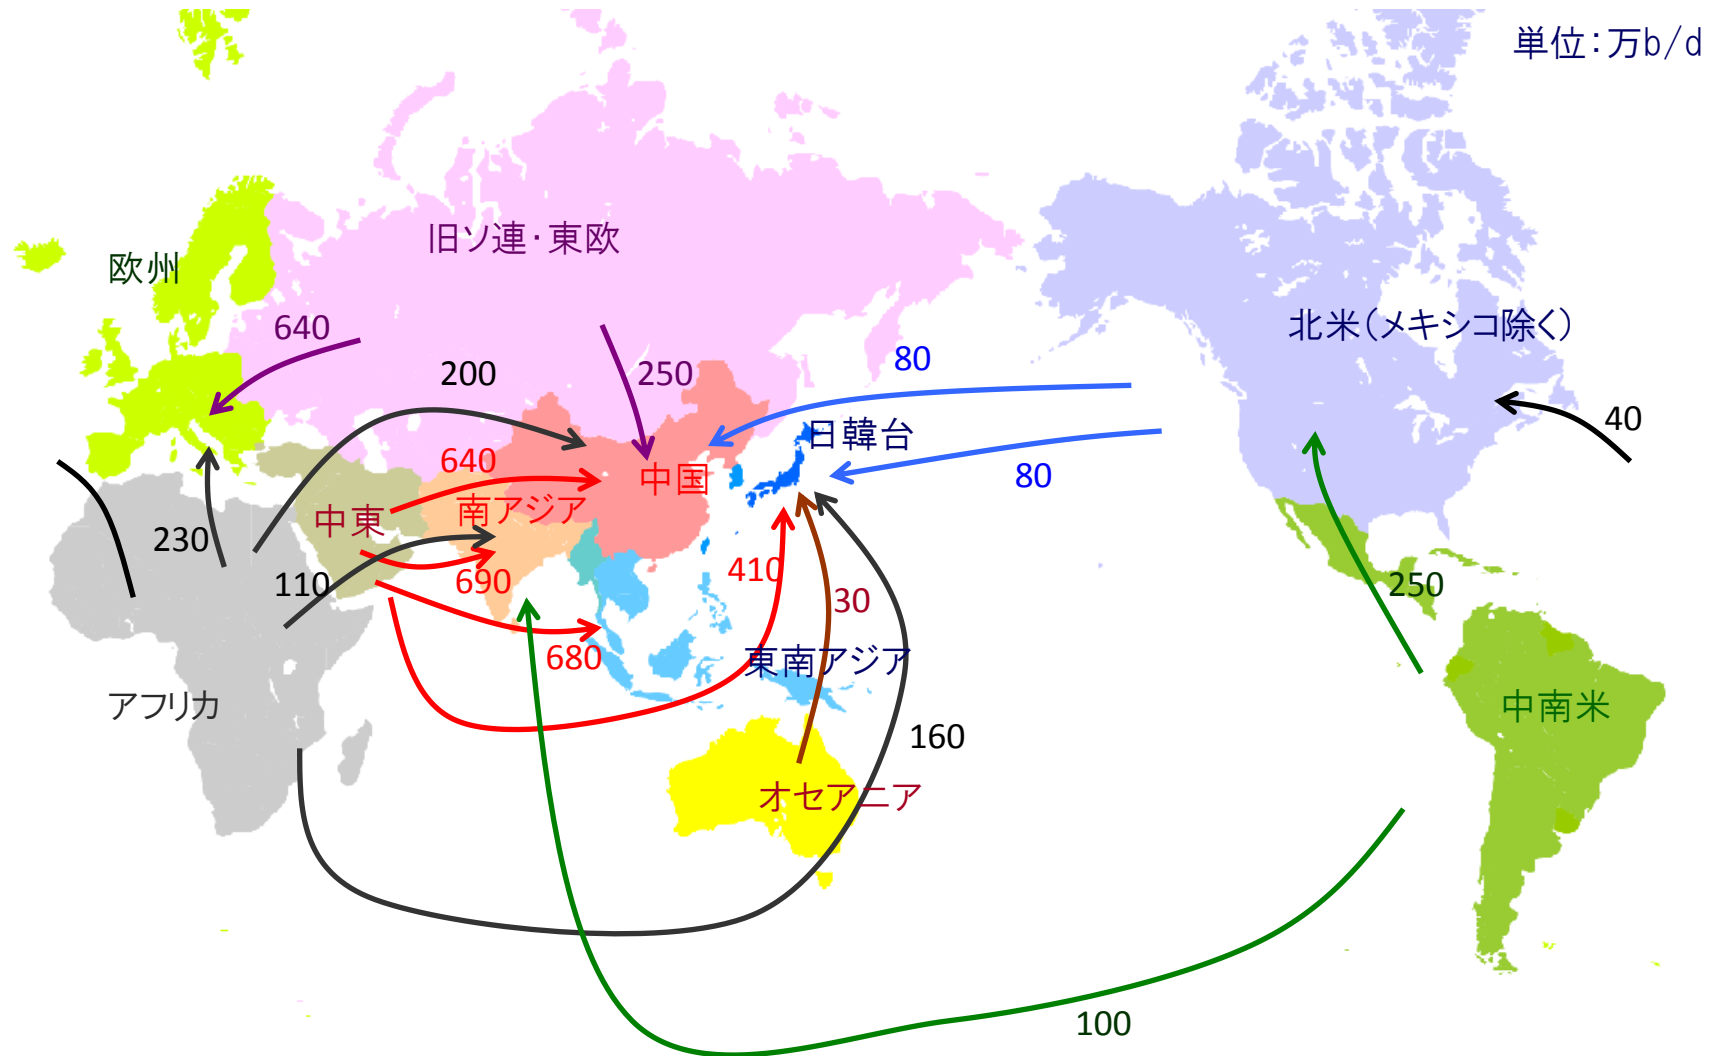 単位：万b/d
旧ソ連・東欧
欧州
北米（メキシコ除く）
640
200
250
80
40
日韓台
640
中国
80
南アジア
中東
230
110
690
410
30
250
680
東南アジア
アフリカ
中南米
160
オセアニア
100